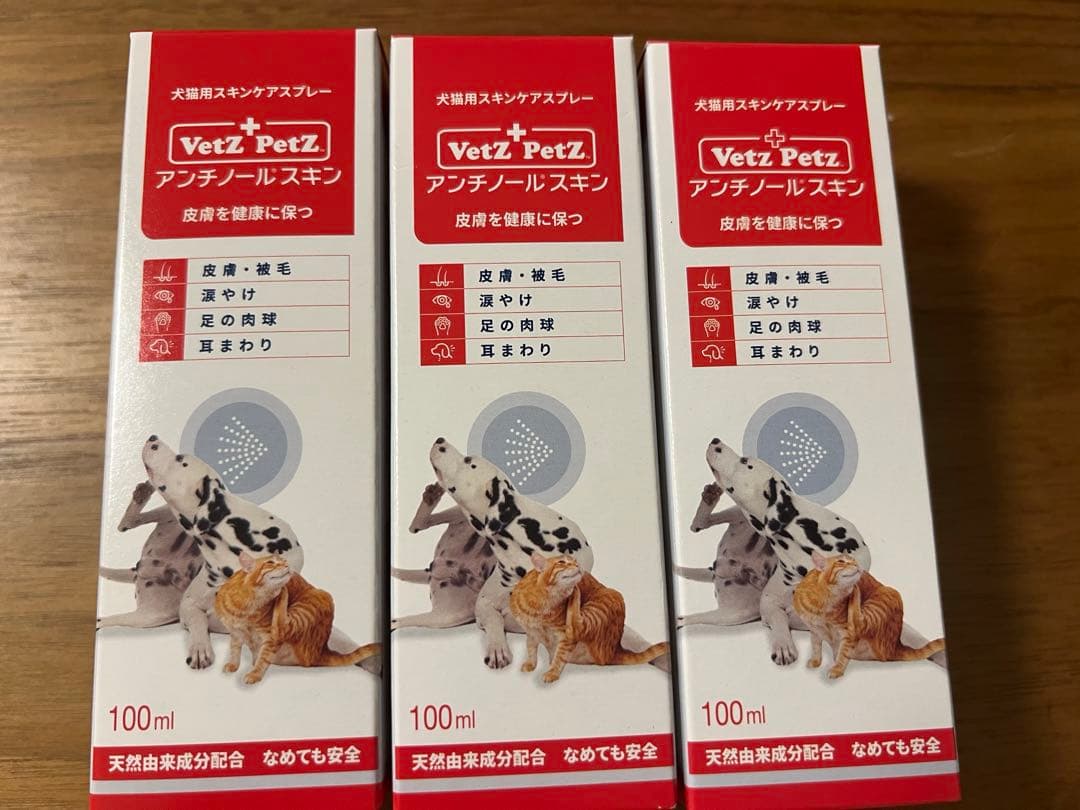 犬猫用スキンケアスプレー
VetZ PetZ™
アンチノール®スキン
皮膚を健康に保つ
皮膚・被毛
涙やけ
足の肉球
耳まわり
100ml
天然由来成分配合 なめても安全
犬猫用スキンケアスプレー
VetZ PetZ™
アンチノール®スキン
皮膚を健康に保つ
皮膚・被毛
涙やけ
足の肉球
耳まわり
100ml
天然由来成分配合 なめても安全
犬猫用スキンケアスプレー
Vetz Petz™
アンチノール®スキン
皮膚を健康に保つ
皮膚・被毛
涙やけ
足の肉球
耳まわり
100ml
天然由来成分配合 なめても安全